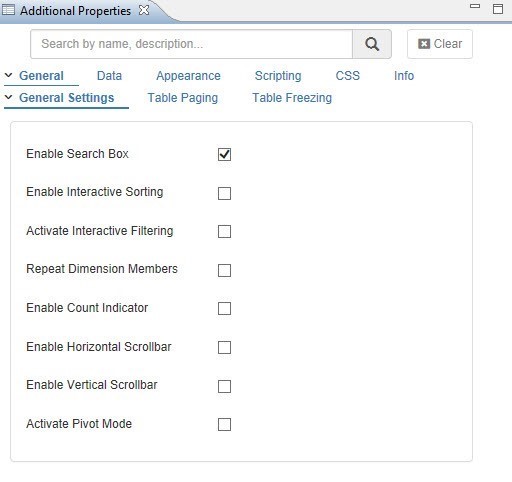 Additional Properties
Search by name, description...
Clear
General Data Appearance Scripting CSS Info
General Settings Table Paging Table Freezing
Enable Search Box
Enable Interactive Sorting
Activate Interactive Filtering
Repeat Dimension Members
Enable Count Indicator
Enable Horizontal Scrollbar
Enable Vertical Scrollbar
Activate Pivot Mode